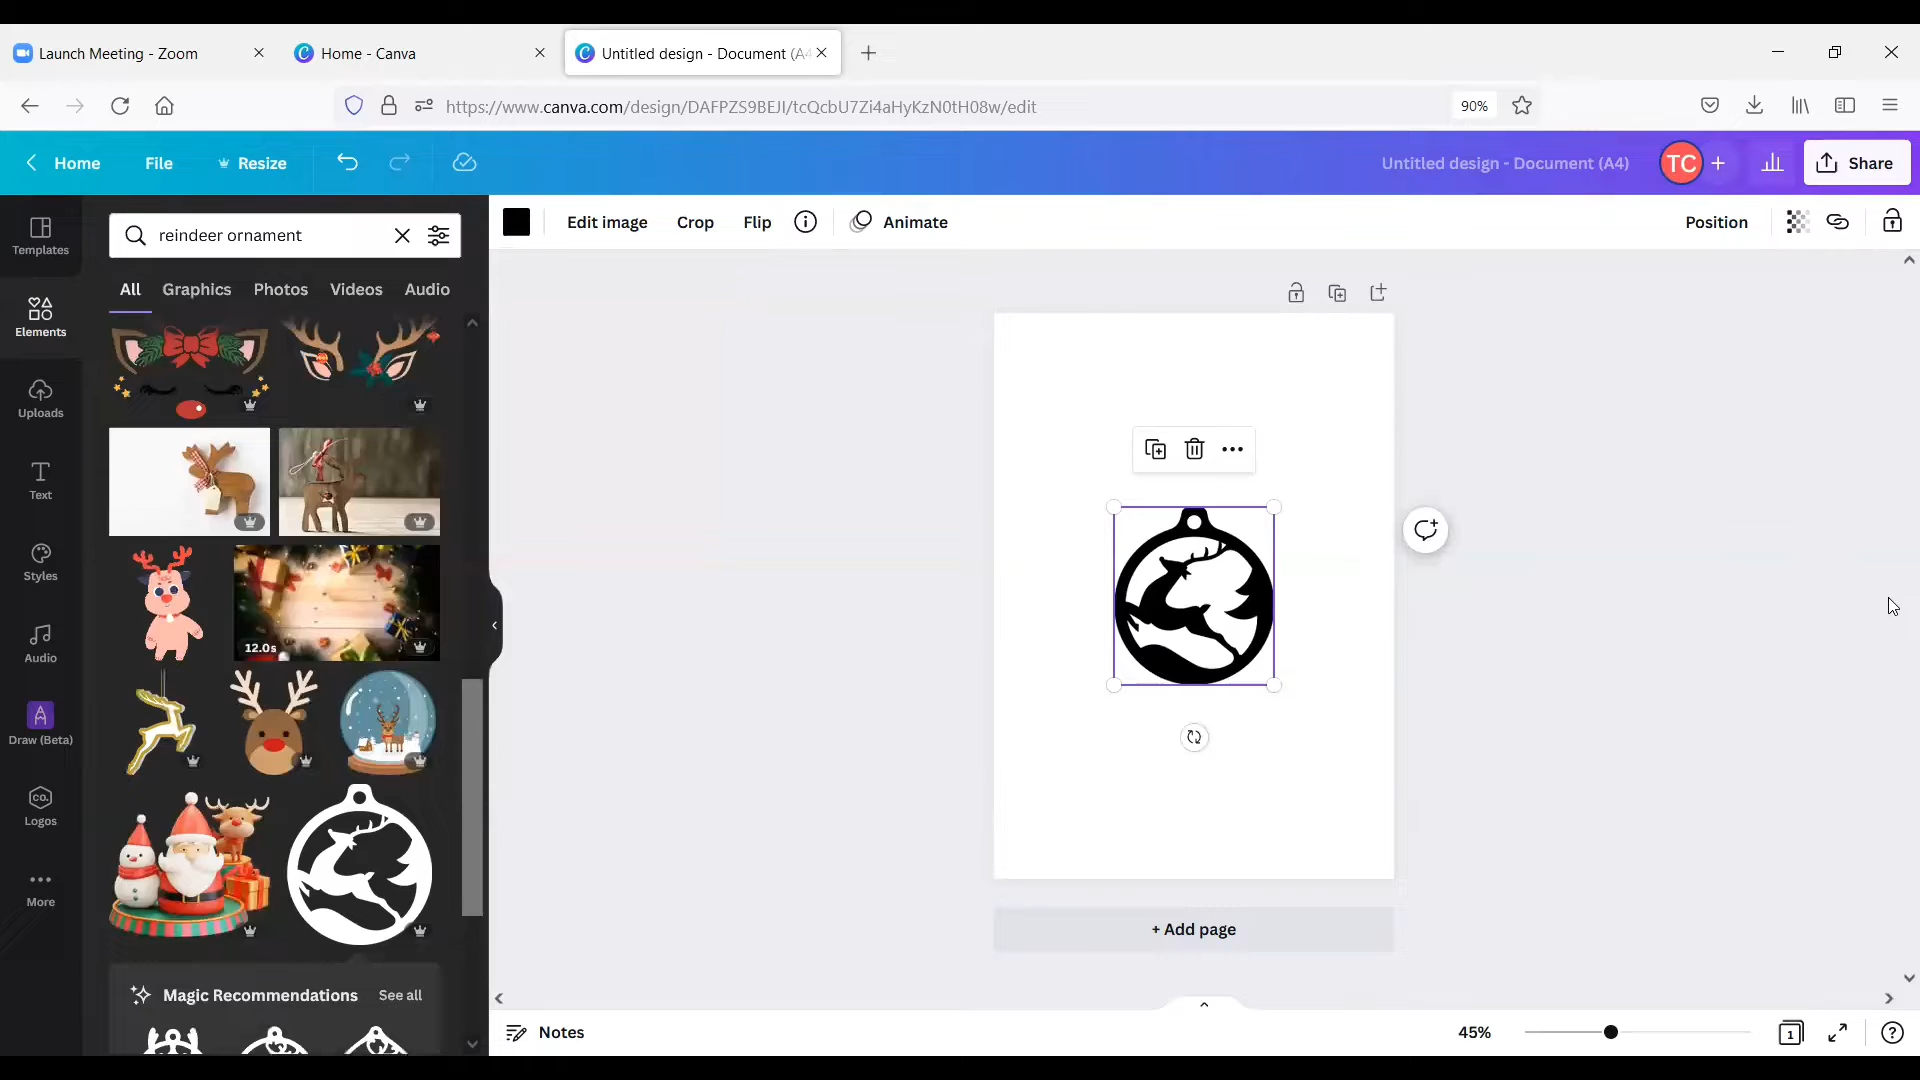 Launch Meeting - Zoom
Home - Canva
Untitled design - Document (A4
https://www.canva.com/design/DAFPZS9BEJI/tcQcbU7Zi4aHyKzN0tH08w/edit
90%
Home
File
Resize
Untitled design - Document (A4)
TC
Share
Templates
Elements
Uploads
Text
Styles
Audio
Draw (Beta)
CO.
Logos
More
reindeer ornament
All
Graphics
Photos
Videos
Audio
12.0s
Magic Recommendations
See all
Edit image
Crop
Flip
Animate
Position
+ Add page
Notes
45%
1